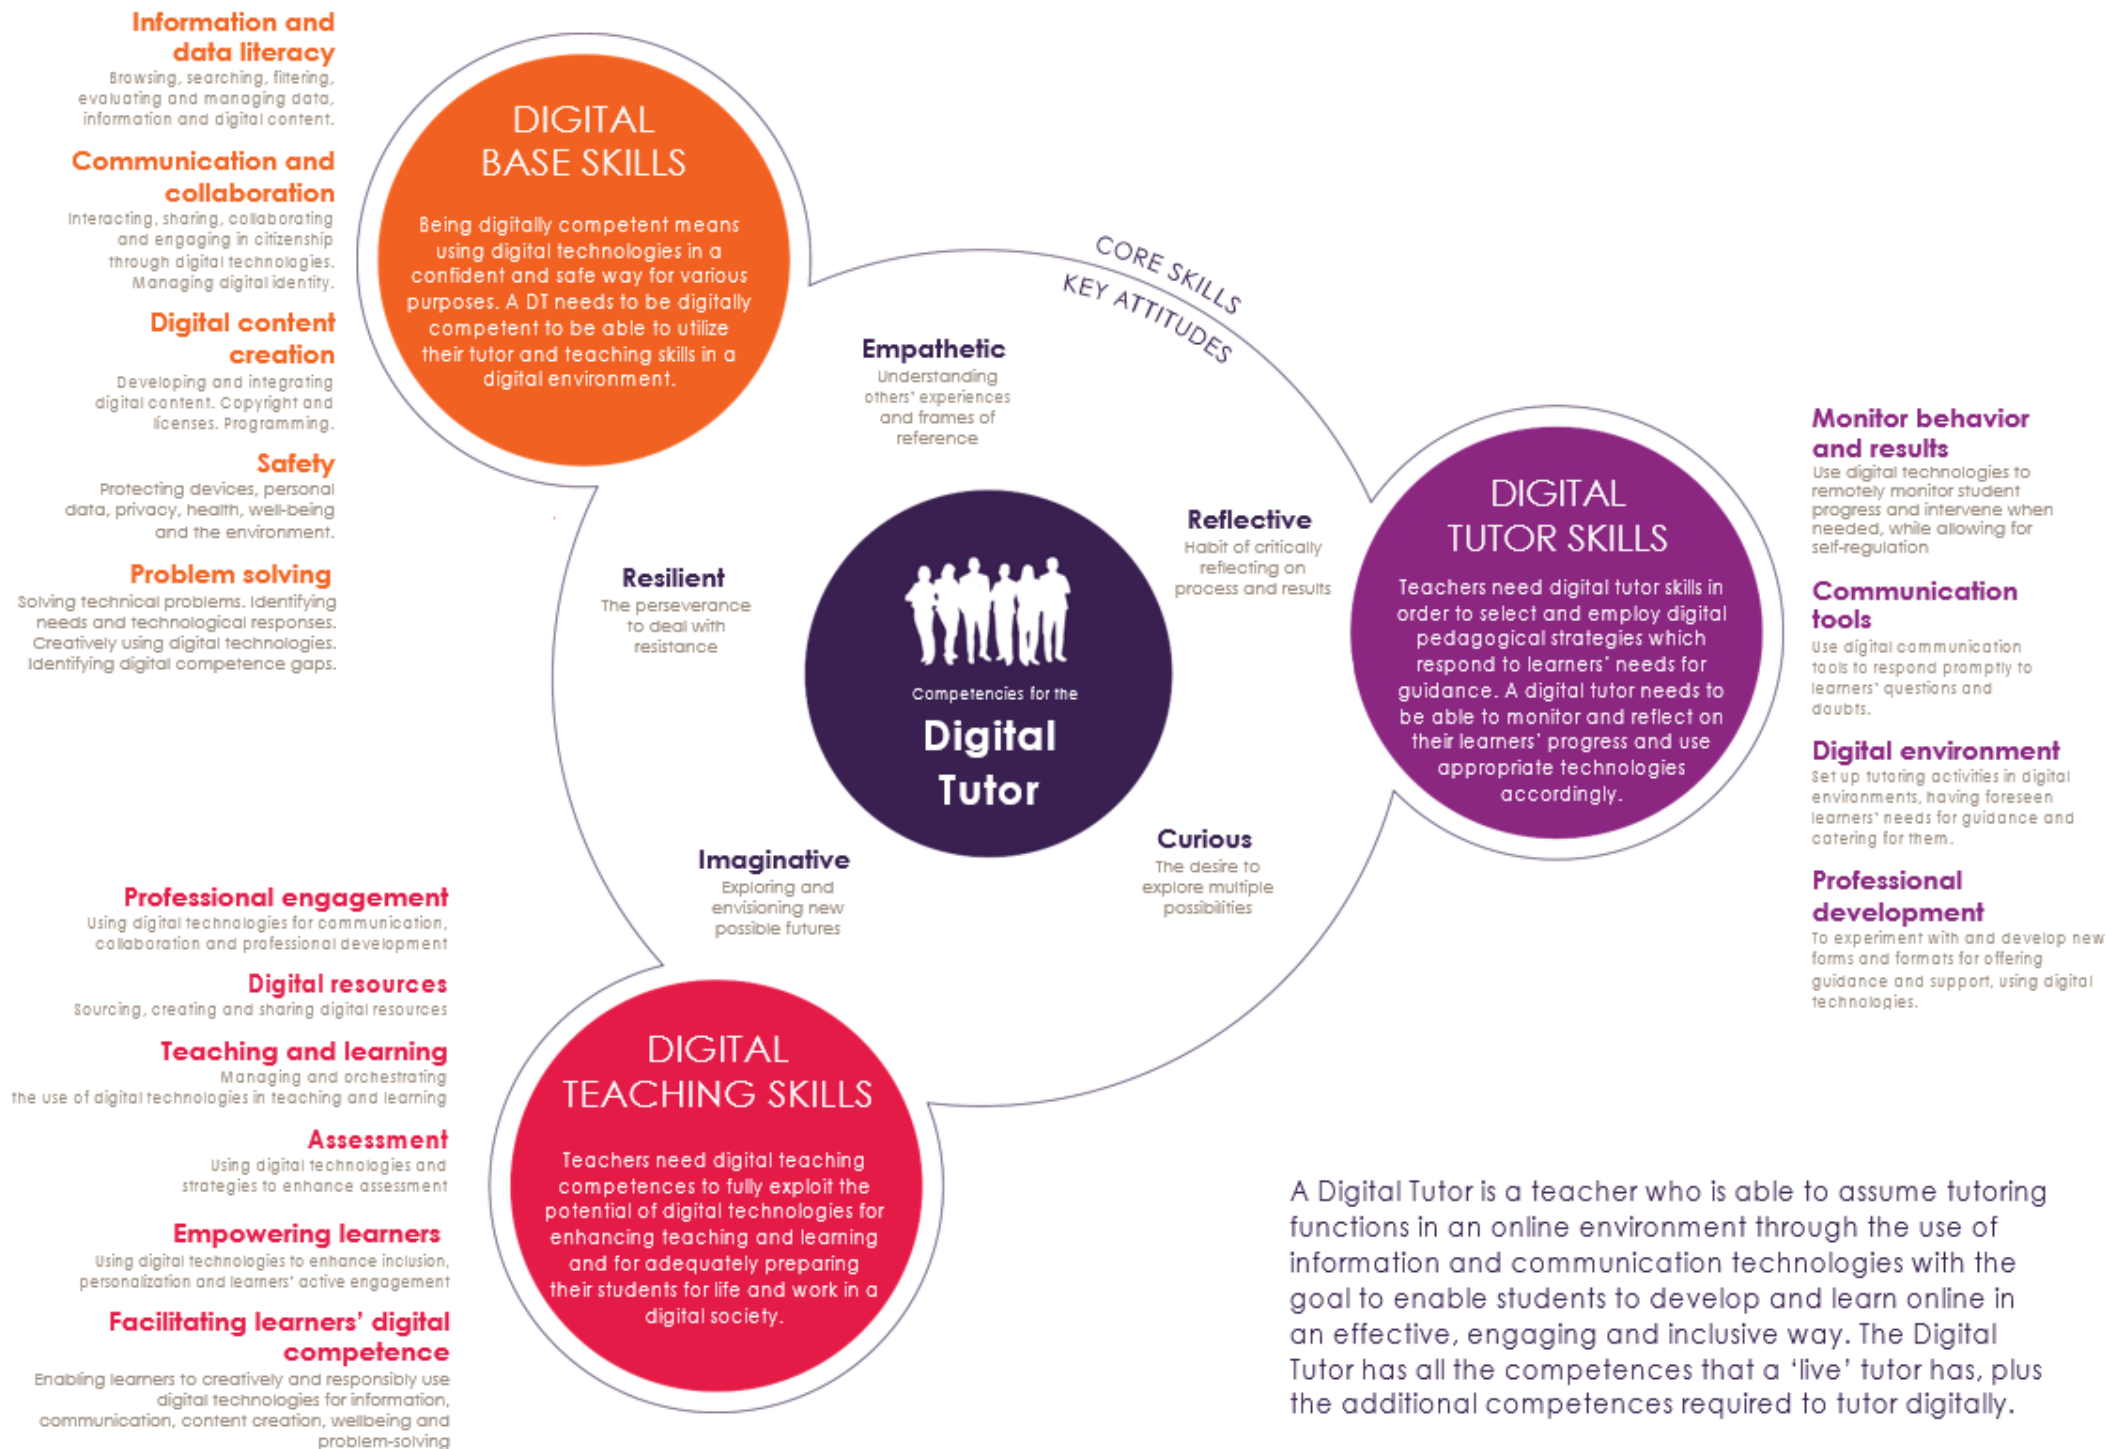 Information and
data literacy
Browsing, searching, filtering,
evaluating and managing data,
information and digital content.
Communication and
collaboration
Interacting, sharing, collaborating
and engaging in citizenship
through digital technologies.
Managing digital identity.
Digital content
creation
Developing and integrating
digital content. Copyright and
licenses. Programming.
Safety
Protecting devices, personal
data, privacy, health, well-being
and the environment.
Problem solving
Solving technical problems. Identifying
needs and technological responses.
Creatively using digital technologies.
Identifying digital competence gaps.
DIGITAL
BASE SKILLS
Being digitally competent means
using digital technologies in a
confident and safe way for various
purposes. A DT needs to be digitally
competent to be able to utilize
their tutor and teaching skills in a
digital environment.
CORE SKILLS
KEY ATTITUDES
Empathetic
Understanding
others' experiences
and frames of
reference
Reflective
Habit of critically
reflecting on
process and results
Resilient
The perseverance
to deal with
resistance
Competencies for the
Digital
Tutor
Imaginative
Exploring and
envisioning new
possible futures
Curious
The desire to
explore multiple
possibilities
DIGITAL
TUTOR SKILLS
Teachers need digital tutor skills in
order to select and employ digital
pedagogical strategies which
respond to learners' needs for
guidance. A digital tutor needs to
be able to monitor and reflect on
their learners' progress and use
appropriate technologies
accordingly.
Monitor behavior
and results
Use digital technologies to
remotely monitor student
progress and intervene when
needed, while allowing for
self-regulation
Communication
tools
Use digital communication
tools to respond promptly to
learners' questions and
doubts.
Digital environment
Set up tutoring activities in digital
environments, having foreseen
learners' needs for guidance and
catering for them.
Professional
development
To experiment with and develop new
forms and formats for offering
guidance and support, using digital
technologies.
Professional engagement
Using digital technologies for communication,
collaboration and professional development
Digital resources
Sourcing, creating and sharing digital resources
Teaching and learning
Managing and orchestrating
the use of digital technologies in teaching and learning
Assessment
Using digital technologies and
strategies to enhance assessment
Empowering learners
Using digital technologies to enhance inclusion,
personalization and learners' active engagement
Facilitating learners' digital
competence
Enabling learners to creatively and responsibly use
digital technologies for information,
communication, content creation, wellbeing and
problem-solving
DIGITAL
TEACHING SKILLS
Teachers need digital teaching
competences to fully exploit the
potential of digital technologies for
enhancing teaching and learning
and for adequately preparing
their students for life and work in a
digital society.
A Digital Tutor is a teacher who is able to assume tutoring
functions in an online environment through the use of
information and communication technologies with the
goal to enable students to develop and learn online in
an effective, engaging and inclusive way. The Digital
Tutor has all the competences that a 'live' tutor has, plus
the additional competences required to tutor digitally.